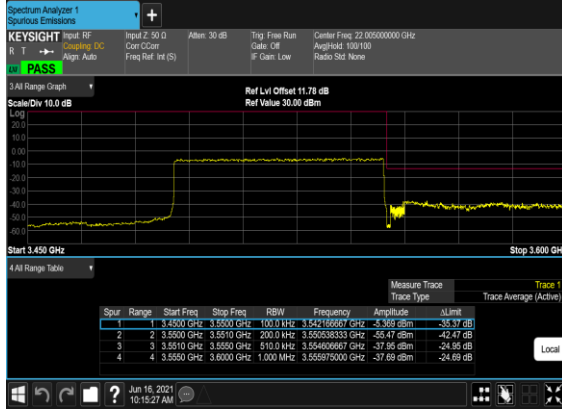 Spectrum Analyzer 1
Spurious Emissions
KEYSIGHT Input: RF Input Z: 50 Ω Atten: 30 dB Trig: Free Run Center Freq: 22.005000000 GHz
R T Coupling: DC Corr CCorr Gate: Off Avg|Hold: 100/100
Align: Auto Freq Ref: Int (S) IF Gain: Low Radio Std: None
PASS
3 All Range Graph
Ref Lvl Offset 11.78 dB
Scale/Div 10.0 dB Ref Value 30.00 dBm
Log
20.0
10.0
0.00
-10.0
-20.0
-30.0
-40.0
-50.0
-60.0
Start 3.450 GHz Stop 3.600 GH
4 All Range Table
Measure Trace Trace 1
Trace Type Trace Average (Active)
Spur Range Start Freq Stop Freq RBW Frequency Amplitude ΔLimit
1 1 3.4500 GHz 3.5500 GHz 100.0 kHz 3.542166667 GHz -5.369 dBm -35.37 dB
2 2 3.5500 GHz 3.5510 GHz 200.0 kHz 3.550538333 GHz -55.47 dBm -42.47 dB
3 3 3.5510 GHz 3.5550 GHz 510.0 kHz 3.554606667 GHz -37.95 dBm -24.95 dB
4 4 3.5550 GHz 3.6000 GHz 1.000 MHz 3.555975000 GHz -37.69 dBm -24.69 dB
Local
Jun 16, 2021
10:15:27 AM